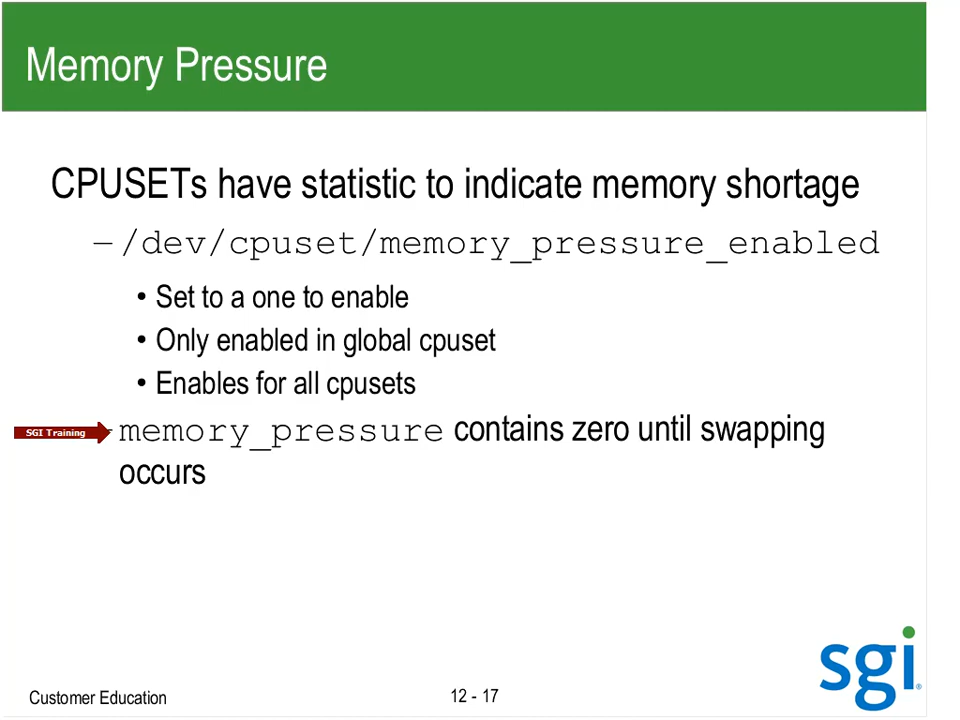 Memory Pressure
CPUSETs have statistic to indicate memory shortage
– /dev/cpuset/memory_pressure_enabled
• Set to a one to enable
• Only enabled in global cpuset
• Enables for all cpusets
SGI Training
memory_pressure contains zero until swapping
occurs
sgi®
Customer Education
12 - 17